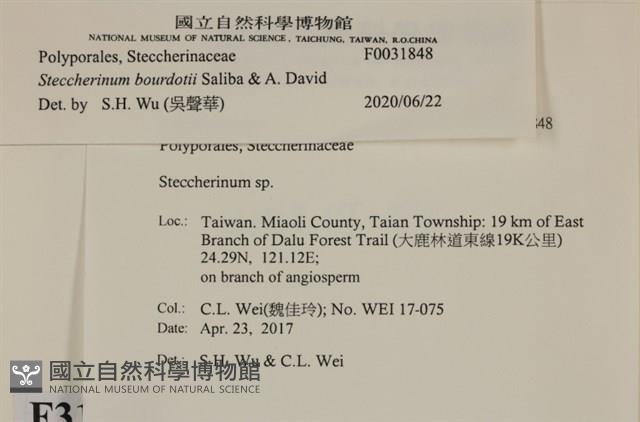 國立自然科學博物館
NATIONAL MUSEUM OF NATURAL SCIENCE, TAICHUNG, TAIWAN, R.O.CHINA
Polyporales, Steccherinaceae F0031848
Steccherinum bourdotii Saliba & A. David
Det. by S.H. Wu (吳聲華) 2020/06/22
848
Polyporales, Steccherinaceae
Steccherinum sp.
Loc.: Taiwan. Miaoli County, Taian Township: 19 km of East
Branch of Dalu Forest Trail (大鹿林道東線19K公里)
24.29N, 121.12E;
on branch of angiosperm
Col.: C.L. Wei(魏佳玲); No. WEI 17-075
Date: Apr. 23, 2017
Det.: S.H. Wu & C.L. Wei
國立自然科學博物館
NATIONAL MUSEUM OF NATURAL SCIENCE